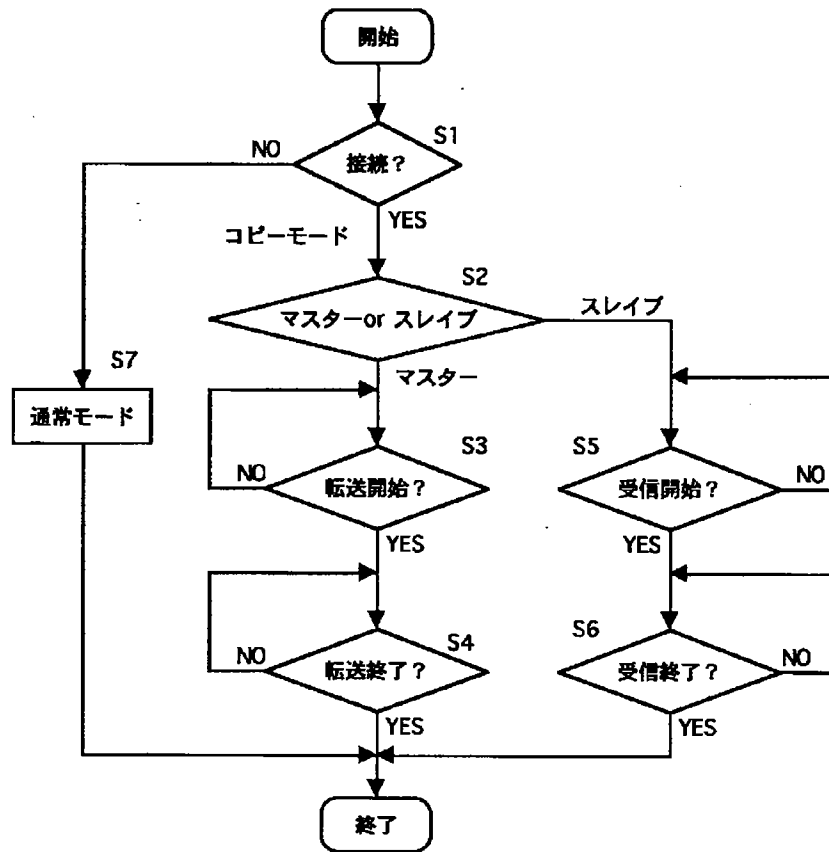 開始
S1
NO
接続?
YES
コピーモード
S2
マスターor スレイブ
スレイブ
マスター
S7
通常モード
S3
NO
転送開始?
YES
S5
受信開始?
NO
YES
S4
NO
転送終了?
YES
S6
受信終了?
NO
YES
終了